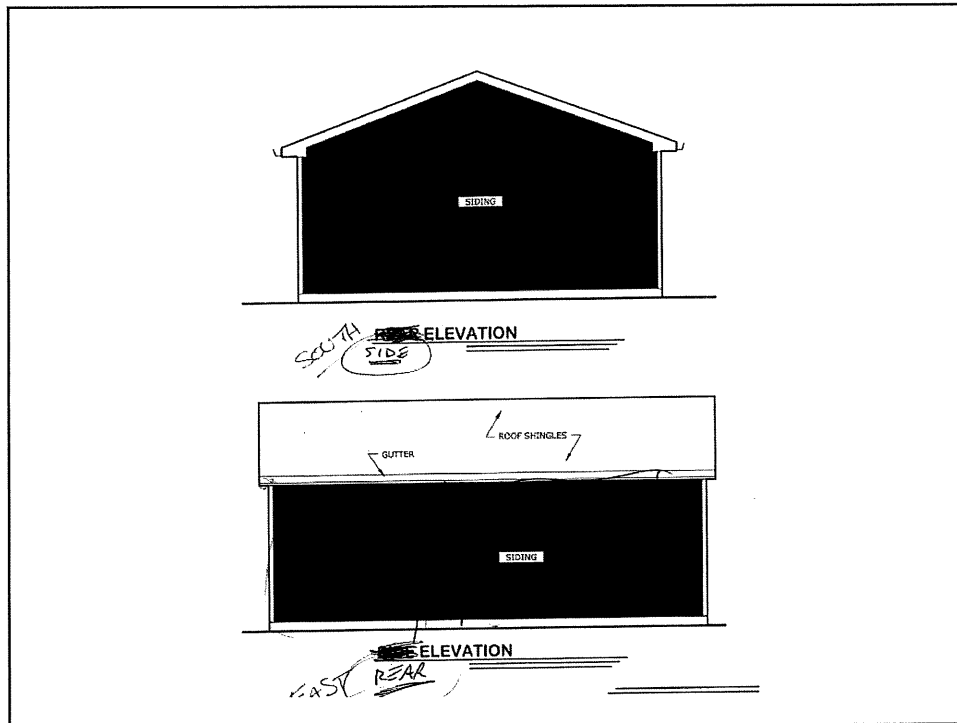 SIDING
ELEVATION
SOUTH
SIDE
ROOF SHINGLES
GUTTER
SIDING
ELEVATION
EAST REAR